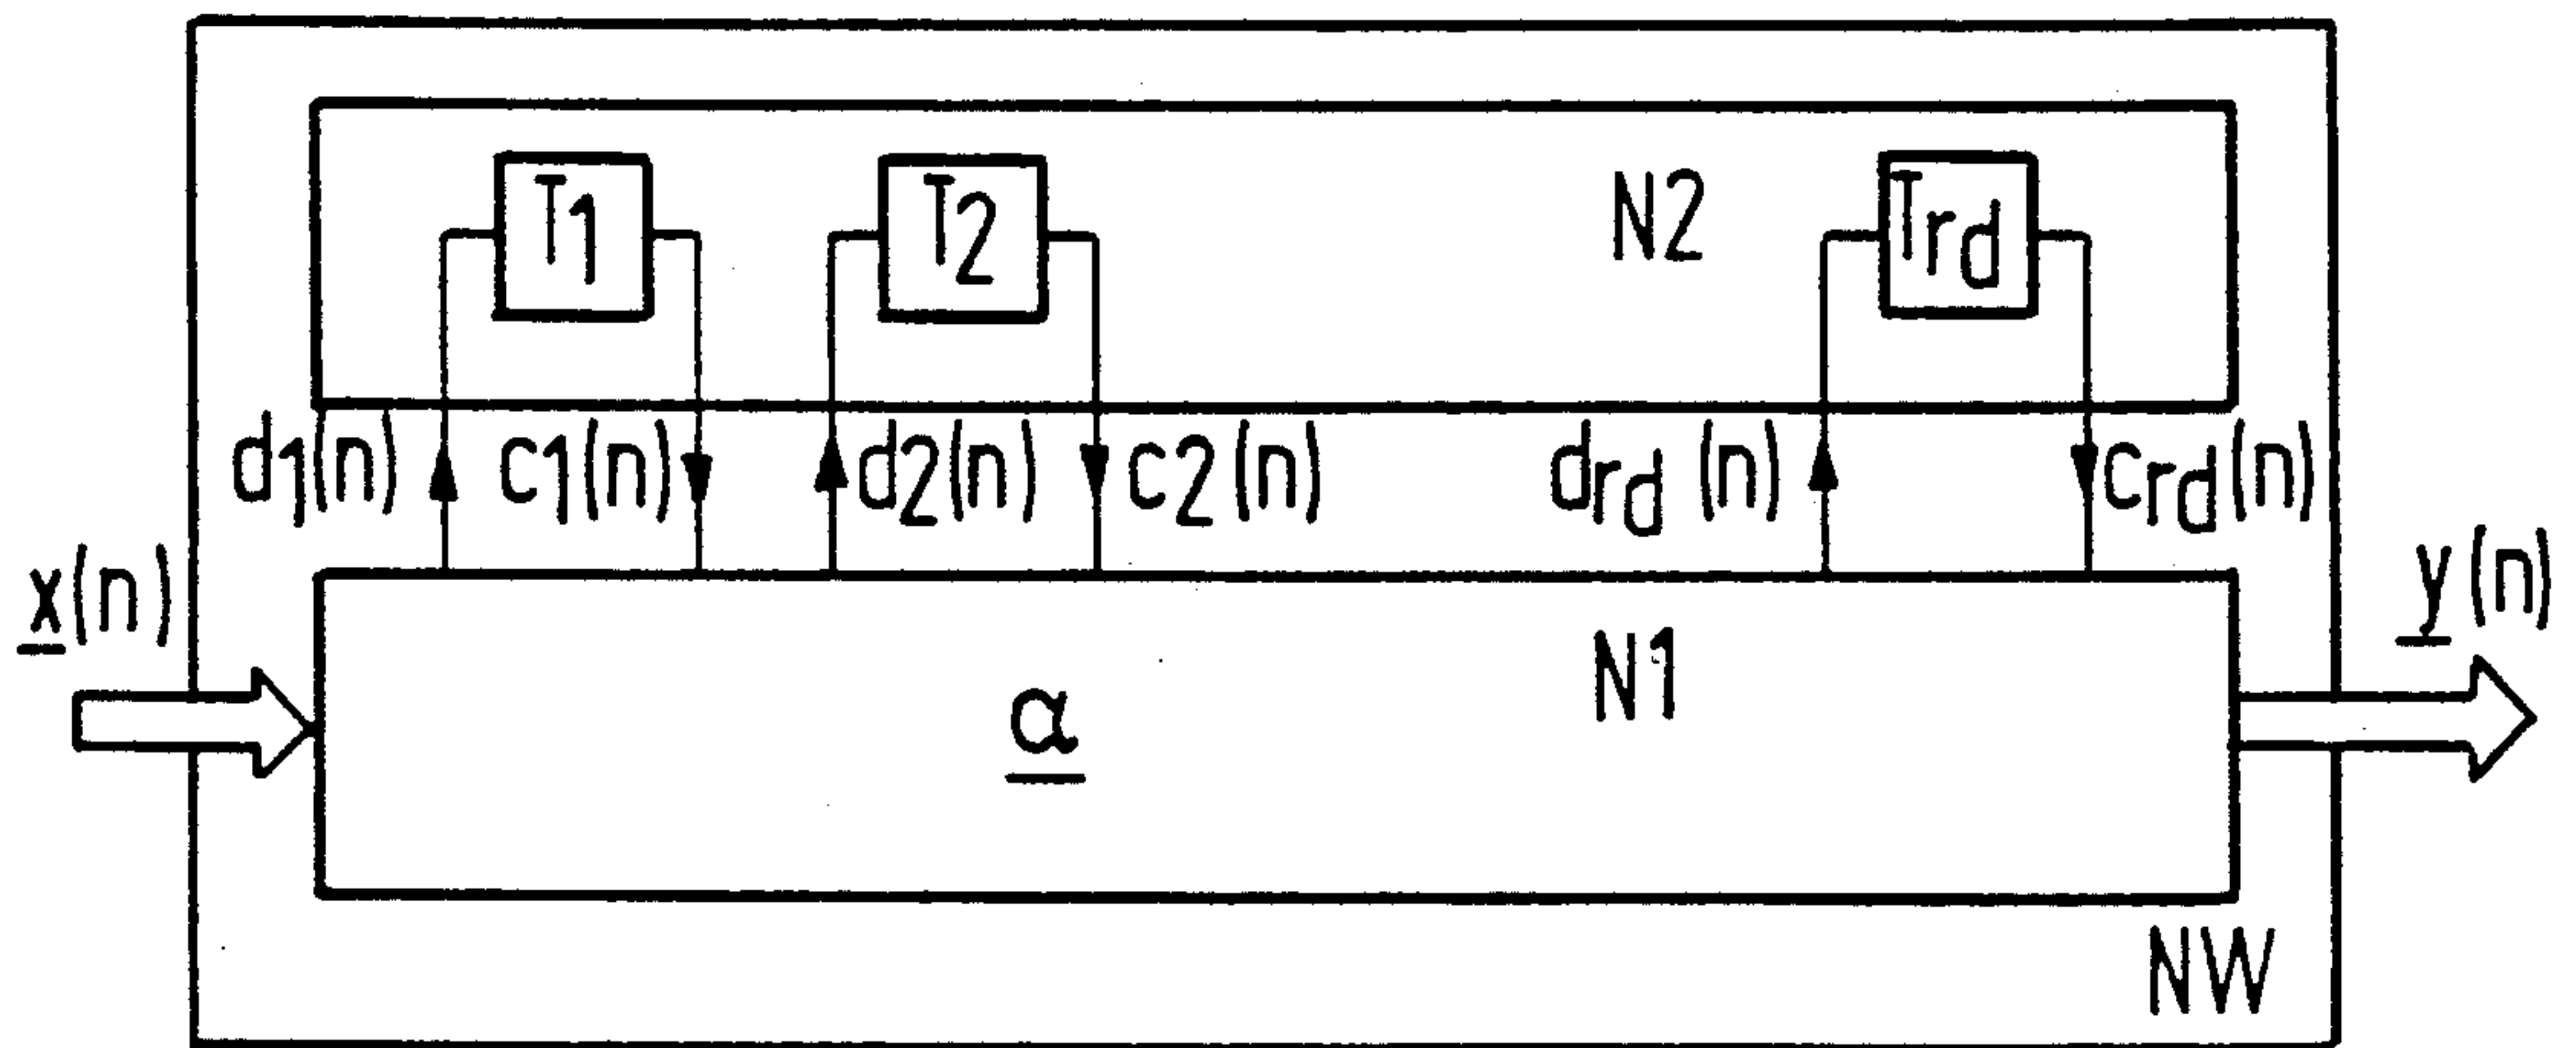 T1 T2 N2 Trd
d1(n) c1(n) d2(n) c2(n) drd(n) crd(n)
x(n) y(n)
N1
α
NW